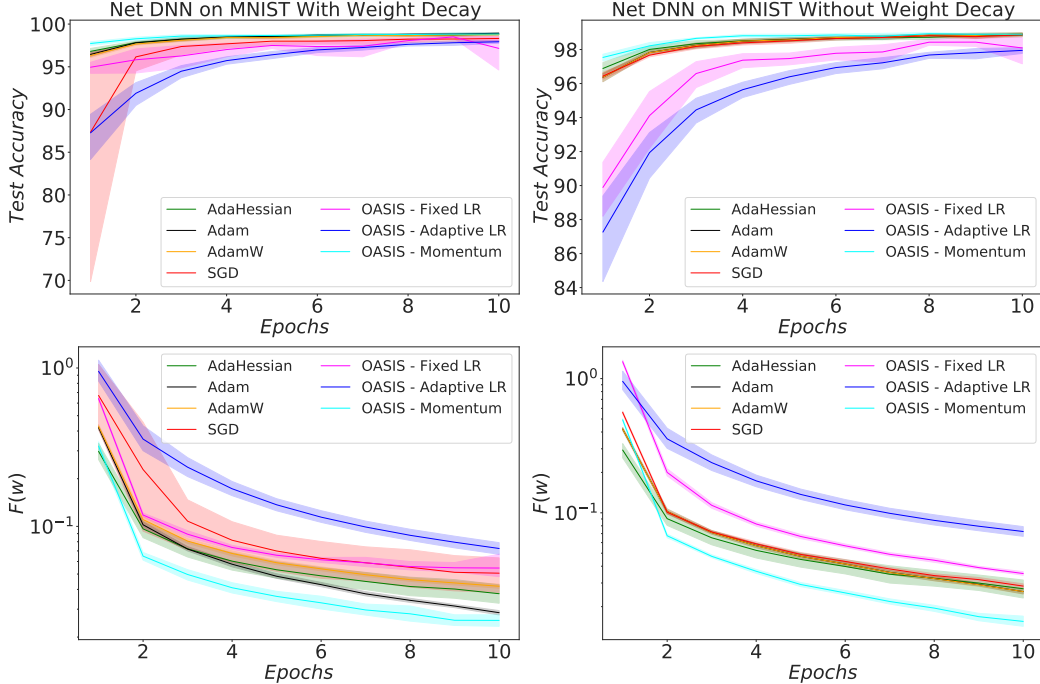 Net DNN on MNIST With Weight Decay
100
95
90
85
80
75
70
Test Accuracy
AdaHessian
Adam
AdamW
SGD
OASIS - Fixed LR
OASIS - Adaptive LR
OASIS - Momentum
2 4 6 8 10
Epochs
Net DNN on MNIST Without Weight Decay
98
96
94
92
90
88
86
84
Test Accuracy
AdaHessian
Adam
AdamW
SGD
OASIS - Fixed LR
OASIS - Adaptive LR
OASIS - Momentum
2 4 6 8 10
Epochs
10⁰
10⁻¹
F(w)
AdaHessian
Adam
AdamW
SGD
OASIS - Fixed LR
OASIS - Adaptive LR
OASIS - Momentum
2 4 6 8 10
Epochs
10⁰
10⁻¹
F(w)
AdaHessian
Adam
AdamW
SGD
OASIS - Fixed LR
OASIS - Adaptive LR
OASIS - Momentum
2 4 6 8 10
Epochs